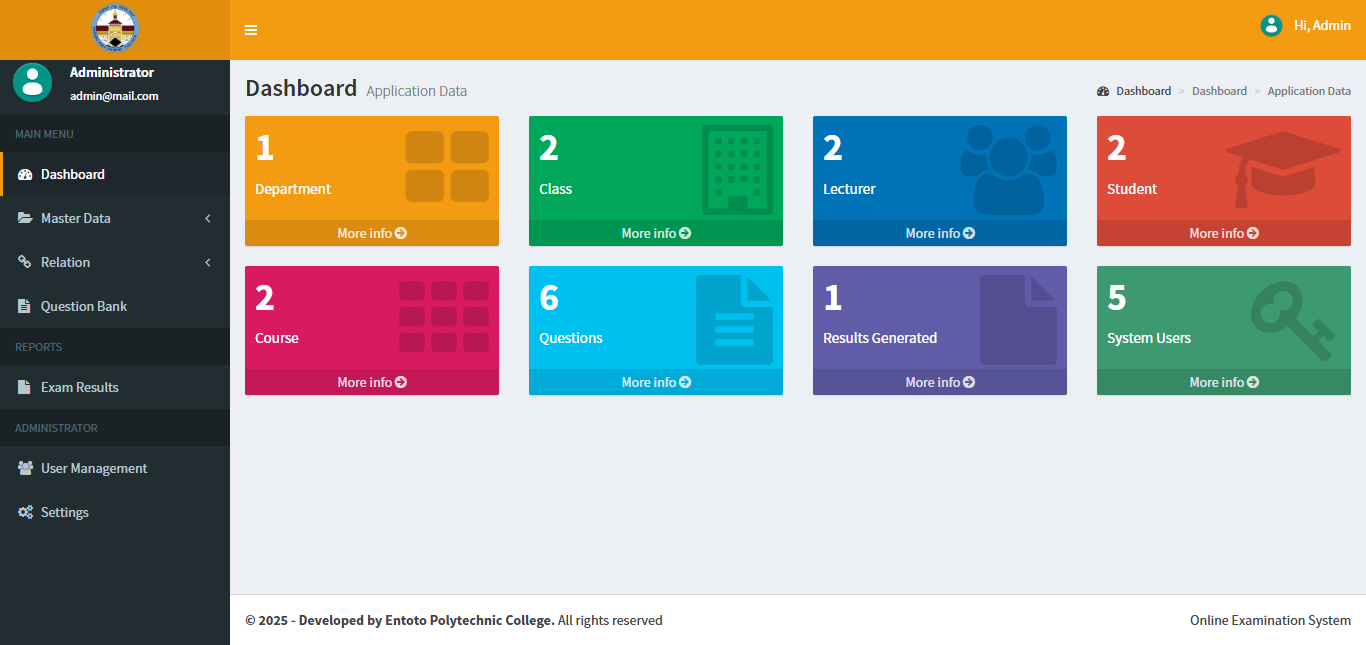 Hi, Admin
Administrator
admin@mail.com
MAIN MENU
Dashboard
Master Data
Relation
Question Bank
REPORTS
Exam Results
ADMINISTRATOR
User Management
Settings
Dashboard Application Data
Dashboard > Dashboard > Application Data
1
Department
More info
2
Class
More info
2
Lecturer
More info
2
Student
More info
2
Course
More info
6
Questions
More info
1
Results Generated
More info
5
System Users
More info
© 2025 - Developed by Entoto Polytechnic College. All rights reserved
Online Examination System